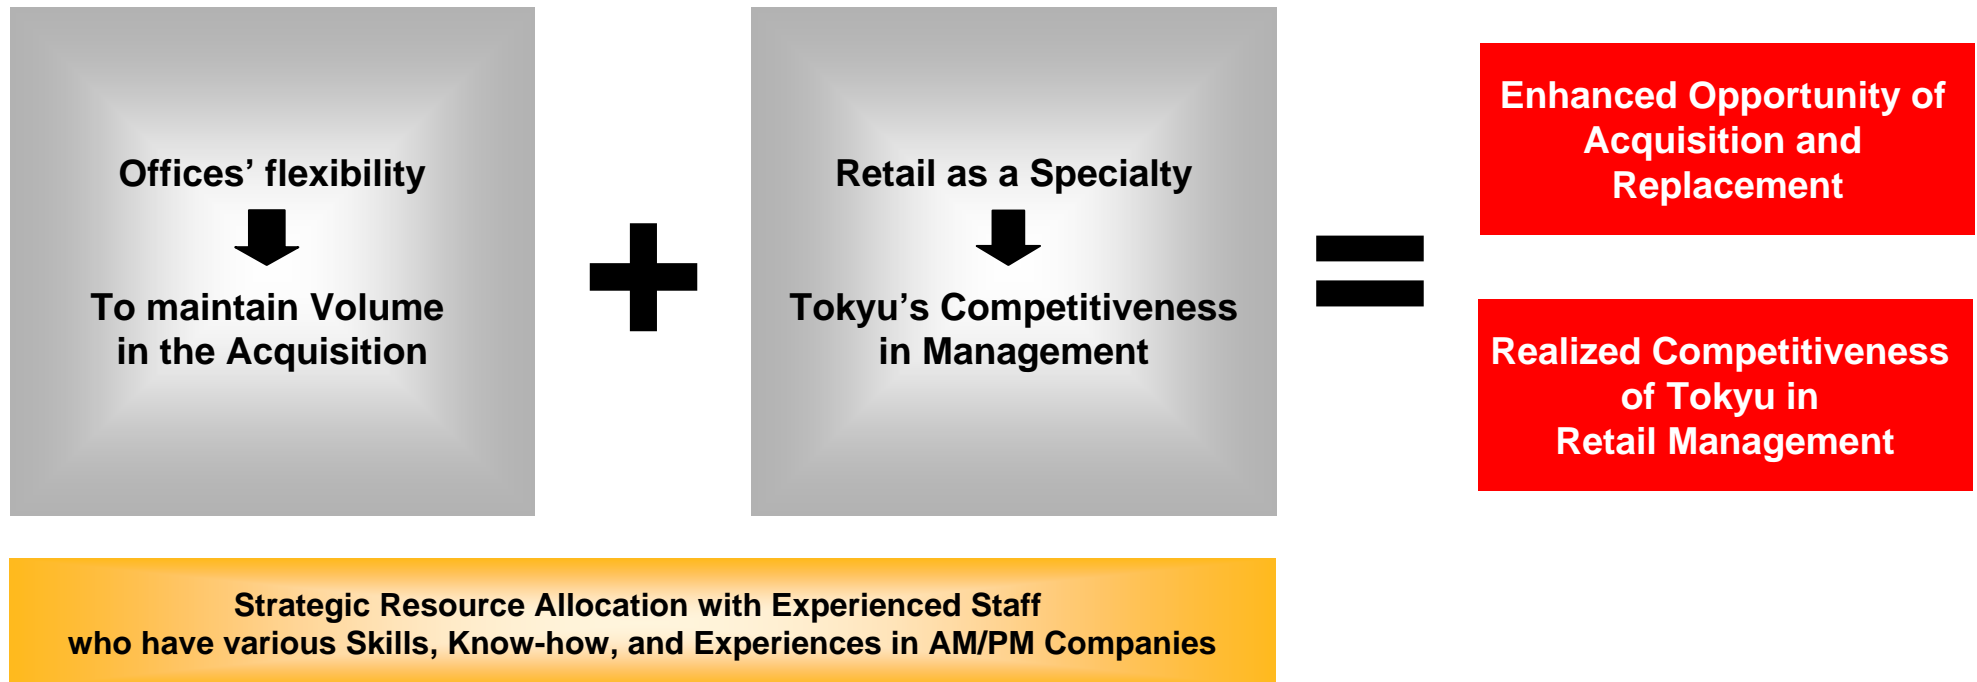 Offices’ flexibility
To maintain Volume
in the Acquisition
Retail as a Specialty
Tokyu’s Competitiveness
in Management
Enhanced Opportunity of
Acquisition and
Replacement
Realized Competitiveness
of Tokyu in
Retail Management
Strategic Resource Allocation with Experienced Staff
who have various Skills, Know-how, and Experiences in AM/PM Companies